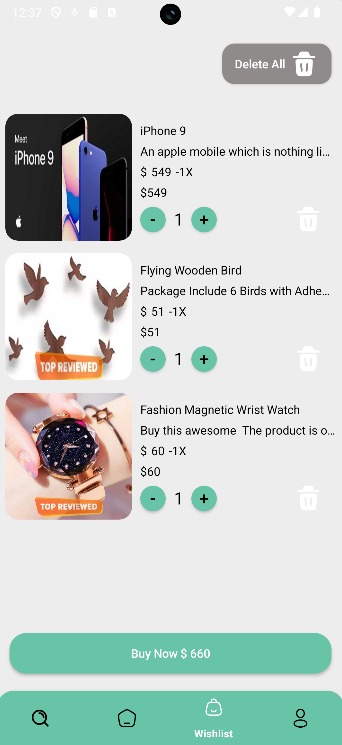 12:37
Delete All
Meet
iPhone 9
iPhone 9
An apple mobile which is nothing li...
$ 549 -1X
$549
- 1 +
TOP REVIEWED
Flying Wooden Bird
Package Include 6 Birds with Adhe...
$ 51 -1X
$51
- 1 +
TOP REVIEWED
Fashion Magnetic Wrist Watch
Buy this awesome The product is o...
$ 60 -1X
$60
- 1 +
Buy Now $ 660
Wishlist